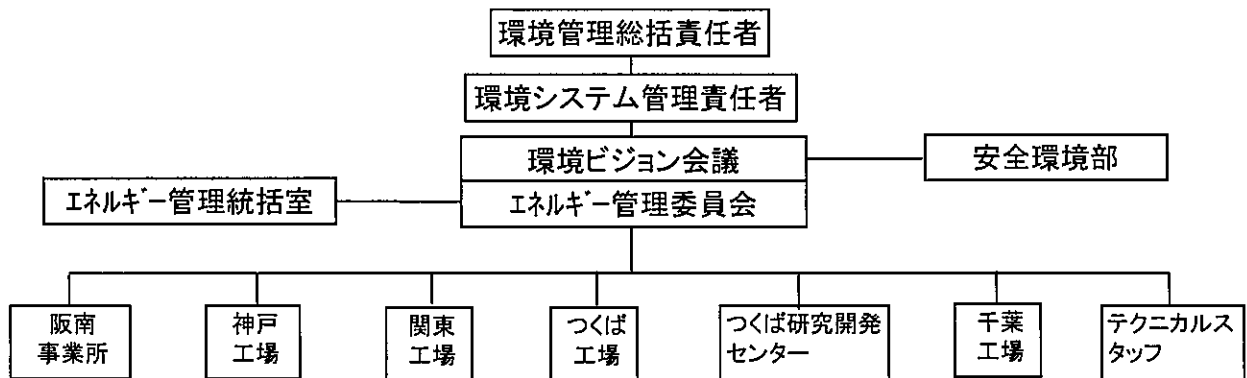 環境管理総括責任者
環境システム管理責任者
環境ビジョン会議
安全環境部
エネルギー管理統括室
エネルギー管理委員会
阪南
事業所
神戸
工場
関東
工場
つくば
工場
つくば研究開発
センター
千葉
工場
テクニカルス
タッフ